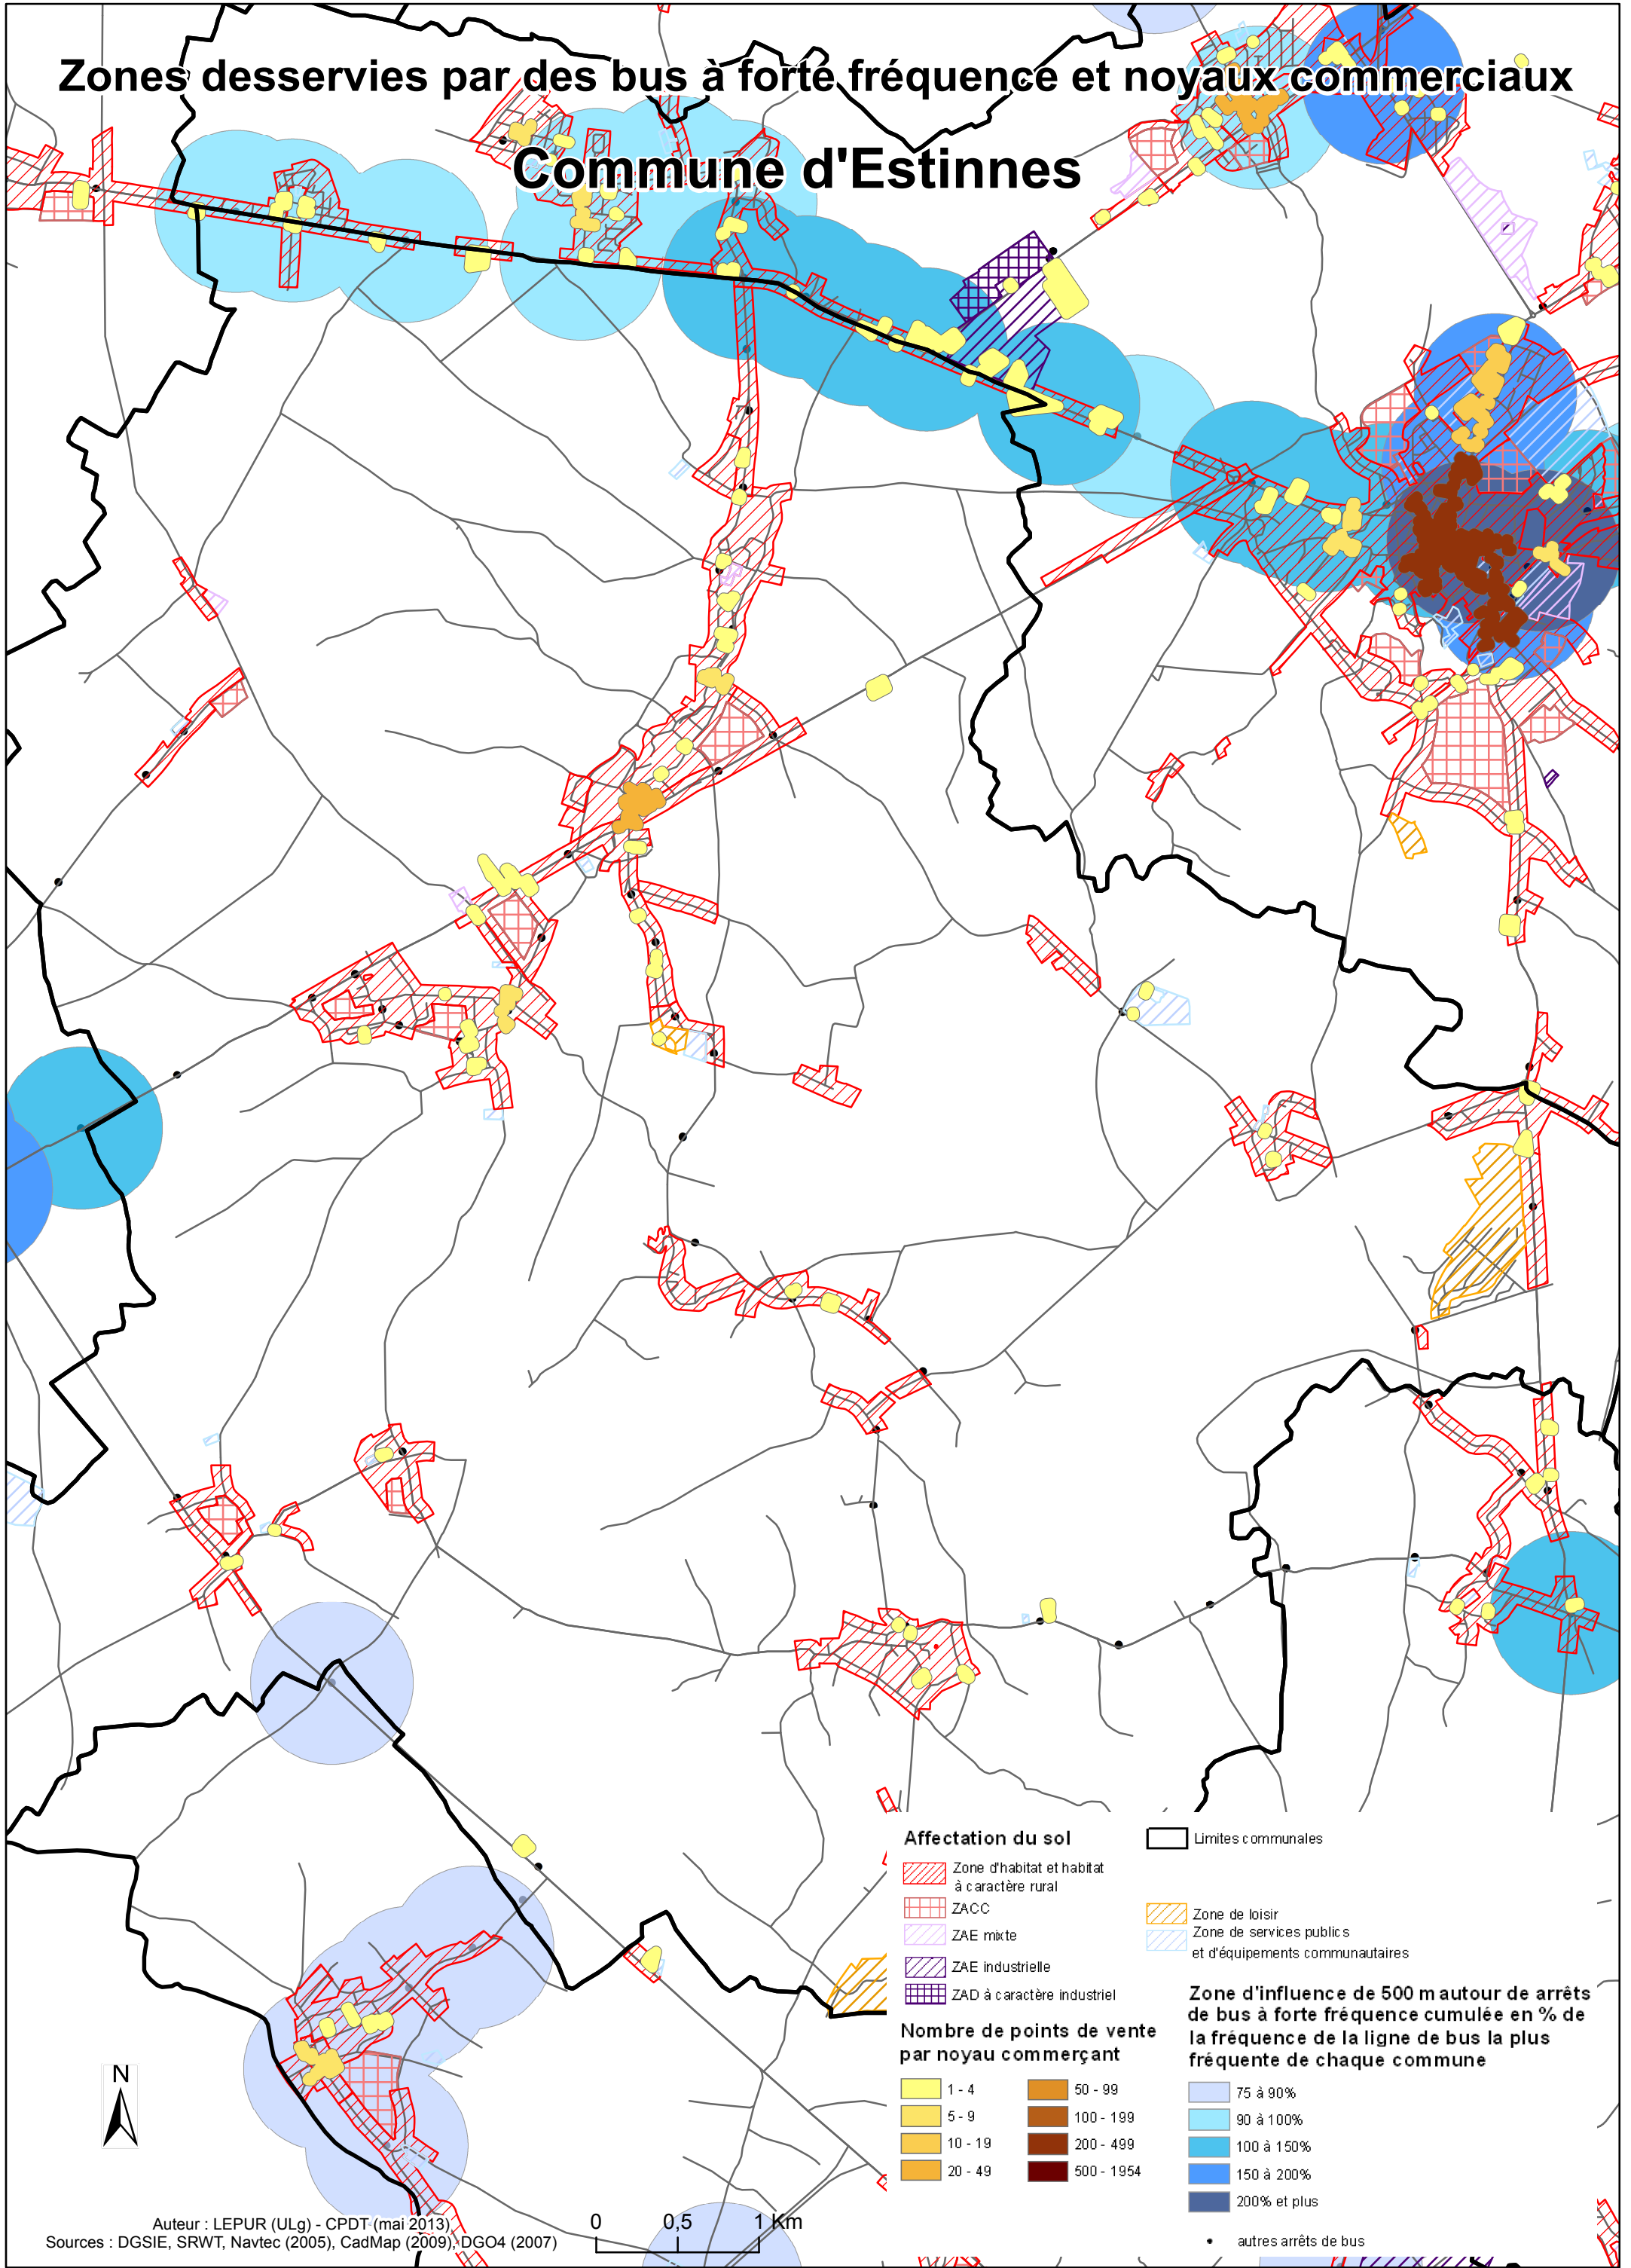 Zones desservies par des bus à forte fréquence et noyaux commerciaux
Commune d'Estinnes
Affectation du sol
Zone d'habitat et habitat
à caractère rural
ZACC
ZAE mixte
ZAE industrielle
ZAD à caractère industriel
Nombre de points de vente
par noyau commerçant
1 - 4
5 - 9
10 - 19
20 - 49
50 - 99
100 - 199
200 - 499
500 - 1954
Limites communales
Zone de loisir
Zone de services publics
et d'équipements communautaires
Zone d'influence de 500 m autour de arrêts
de bus à forte fréquence cumulée en % de
la fréquence de la ligne de bus la plus
fréquente de chaque commune
75 à 90%
90 à 100%
100 à 150%
150 à 200%
200% et plus
autres arrêts de bus
N
0 0,5 1 Km
Auteur : LEPUR (ULg) - CPDT (mai 2013)
Sources : DGSIE, SRWT, Navtec (2005), CadMap (2009), DGO4 (2007)